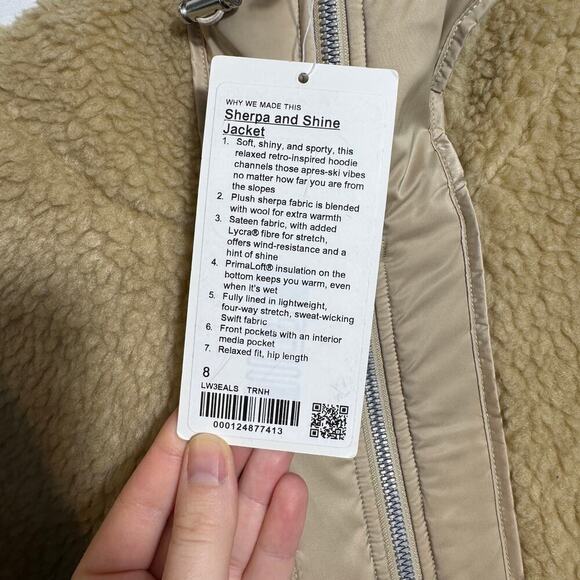 WHY WE MADE THIS
Sherpa and Shine
Jacket
1. Soft, shiny, and sporty, this
relaxed retro-inspired hoodie
channels those apres-ski vibes
no matter how far you are from
the slopes
2. Plush sherpa fabric is blended
with wool for extra warmth
3. Sateen fabric, with added
Lycra® fibre for stretch,
offers wind-resistance and a
hint of shine
4. PrimaLoft® insulation on the
bottom keeps you warm, even
when it's wet
5. Fully lined in lightweight,
four-way stretch, sweat-wicking
Swift fabric
6. Front pockets with an interior
media pocket
7. Relaxed fit, hip length
8
LW3EALS TRNH
000124877413